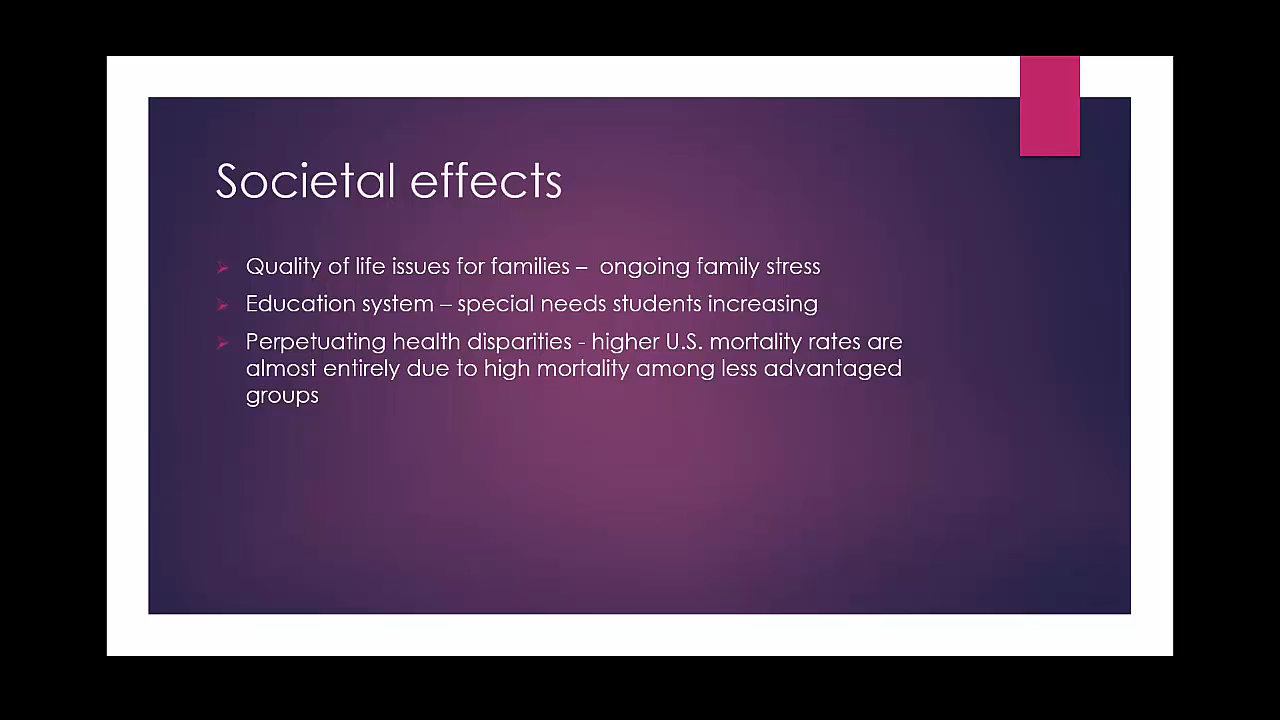 Societal effects
Quality of life issues for families – ongoing family stress
Education system – special needs students increasing
Perpetuating health disparities - higher U.S. mortality rates are
almost entirely due to high mortality among less advantaged
groups